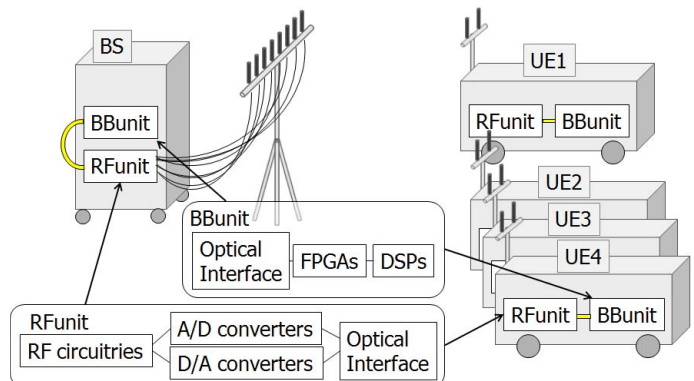 BS
BBunit
RFunit
UE1
RFunit
BBunit
UE2
UE3
UE4
RFunit
BBunit
BBunit
Optical
Interface
FPGAs
DSPs
RFunit
RF circuitries
A/D converters
D/A converters
Optical
Interface